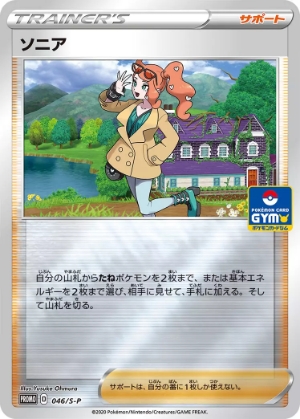 TRAINER'S
サポート
ソニア
POKÉMON CARD
GYM
ポケモンカードジム
自分の山札からたねポケモンを2枚まで、または基本エネ
ルギーを2枚まで選び、相手に見せて、手札に加える。そし
て山札を切る。
Illus. Yusuke Ohmura
サポートは、自分の番に1枚しか使えない。
PROMO D 046/S-P
©2020 Pokémon/Nintendo/Creatures/GAME FREAK.